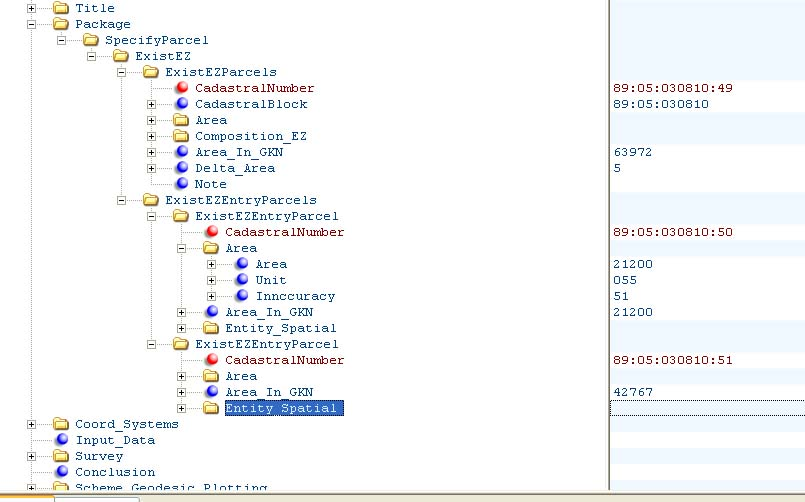 Title
Package
SpecifyParcel
ExistEZ
ExistEZParcels
CadastralNumber 89:05:030810:49
CadastralBlock 89:05:030810
Area
Composition_EZ
Area_In_GKN 63972
Delta_Area 5
Note
ExistEZEntryParcels
ExistEZEntryParcel
CadastralNumber 89:05:030810:50
Area
Area 21200
Unit 055
Innccuracy 51
Area_In_GKN 21200
Entity_Spatial
ExistEZEntryParcel
CadastralNumber 89:05:030810:51
Area
Area_In_GKN 42767
Entity_Spatial
Coord_Systems
Input_Data
Survey
Conclusion
Scheme_Geodesic_Plotting